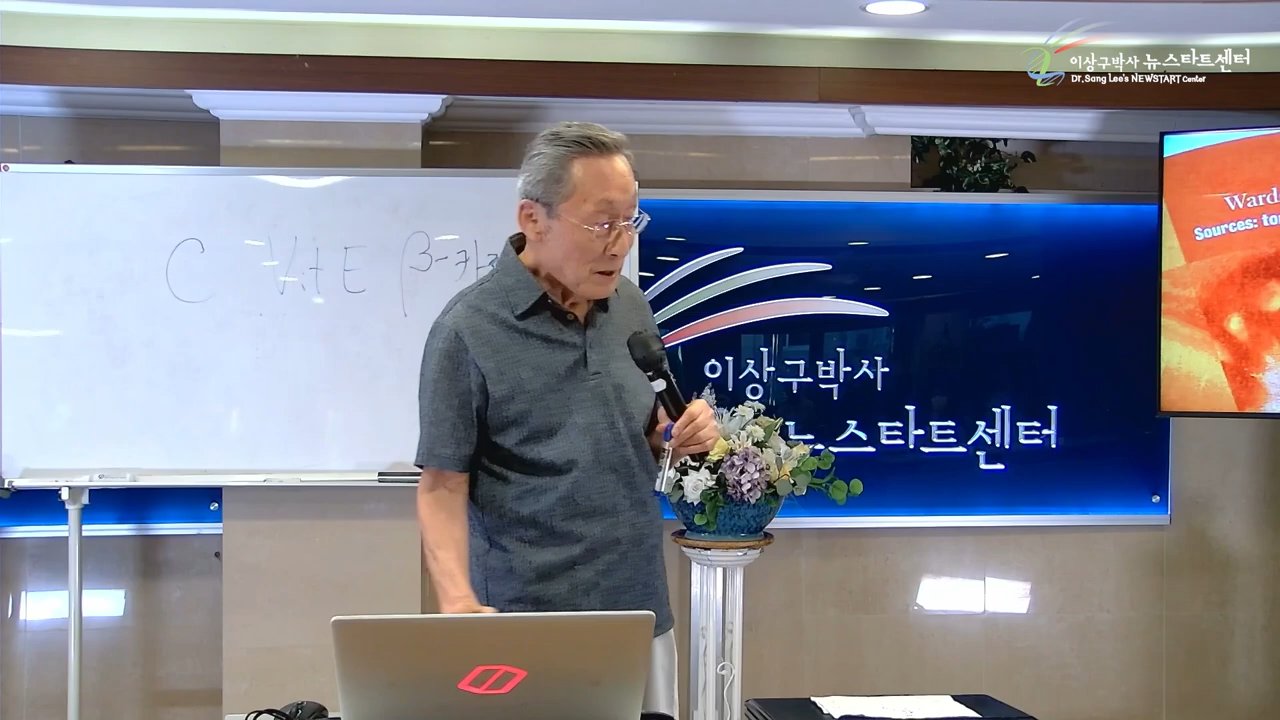 이상구박사 뉴스타트센터
Dr. Sang Lee's NEWSTART Center
Ward
Sources: to
C Vit E β-카
이상구박사
뉴스타트센터